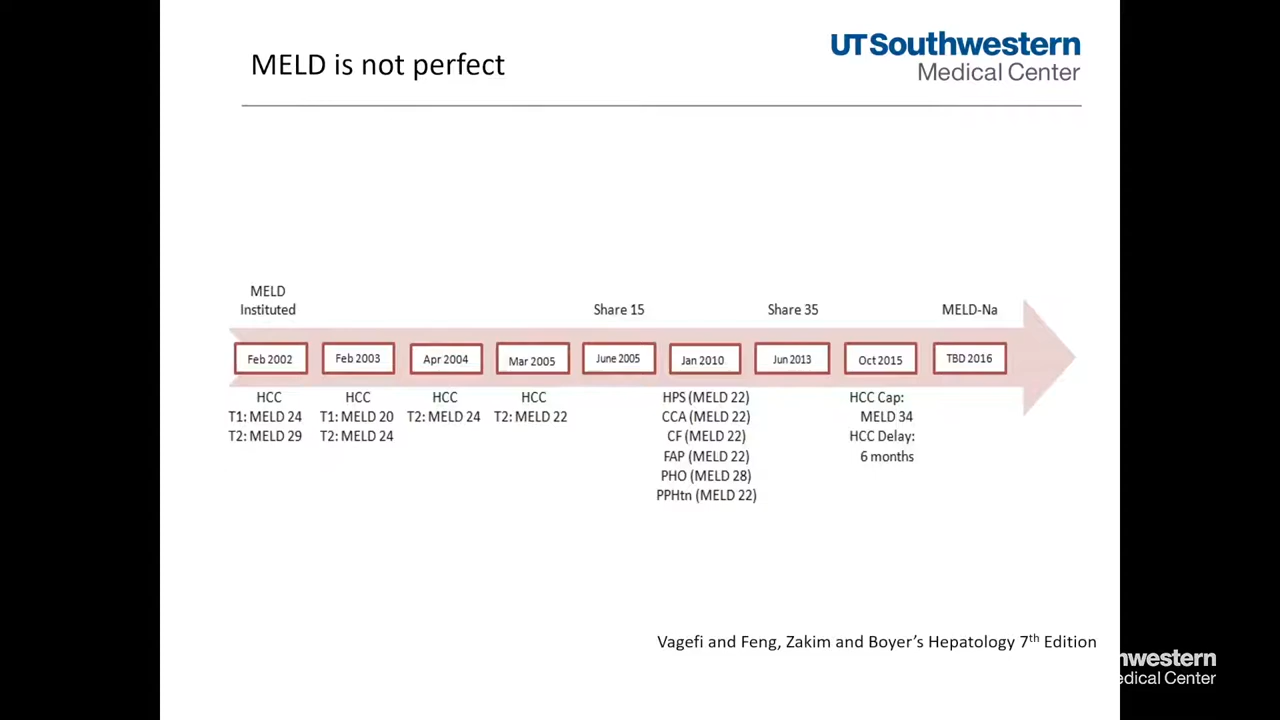 MELD is not perfect
UTSouthwestern
Medical Center
MELD
Instituted
Share 15
Share 35
MELD-Na
Feb 2002
Feb 2003
Apr 2004
Mar 2005
June 2005
Jan 2010
Jun 2013
Oct 2015
TBD 2016
HCC
T1: MELD 24
T2: MELD 29
HCC
T1: MELD 20
T2: MELD 24
HCC
T2: MELD 24
HCC
T2: MELD 22
HPS (MELD 22)
CCA (MELD 22)
CF (MELD 22)
FAP (MELD 22)
PHO (MELD 28)
PPHtn (MELD 22)
HCC Cap:
MELD 34
HCC Delay:
6 months
Vagefi and Feng, Zakim and Boyer's Hepatology 7th Edition
hwestern
edical Center